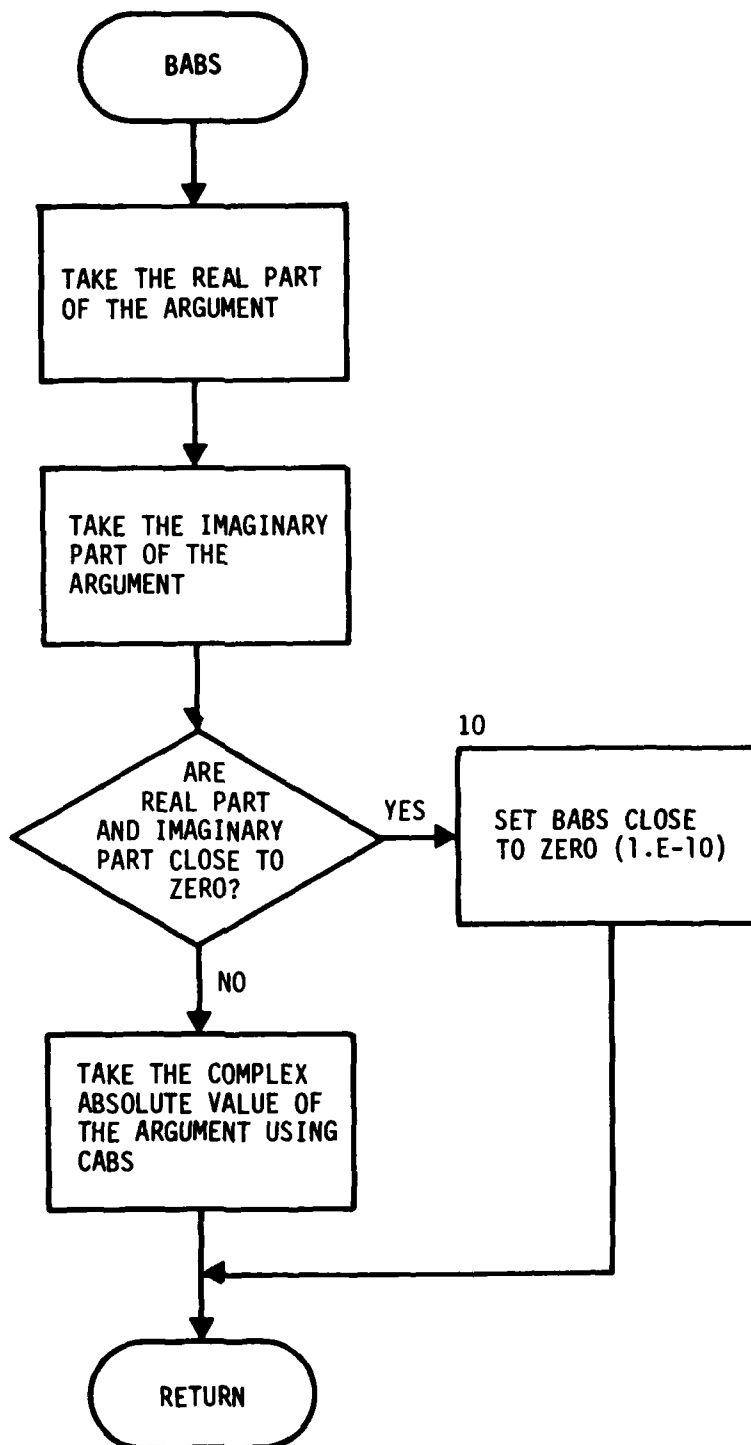 BABS
TAKE THE REAL PART
OF THE ARGUMENT
TAKE THE IMAGINARY
PART OF THE
ARGUMENT
ARE
REAL PART
AND IMAGINARY
PART CLOSE TO
ZERO?
YES
10
SET BABS CLOSE
TO ZERO (1.E-10)
NO
TAKE THE COMPLEX
ABSOLUTE VALUE OF
THE ARGUMENT USING
CABS
RETURN